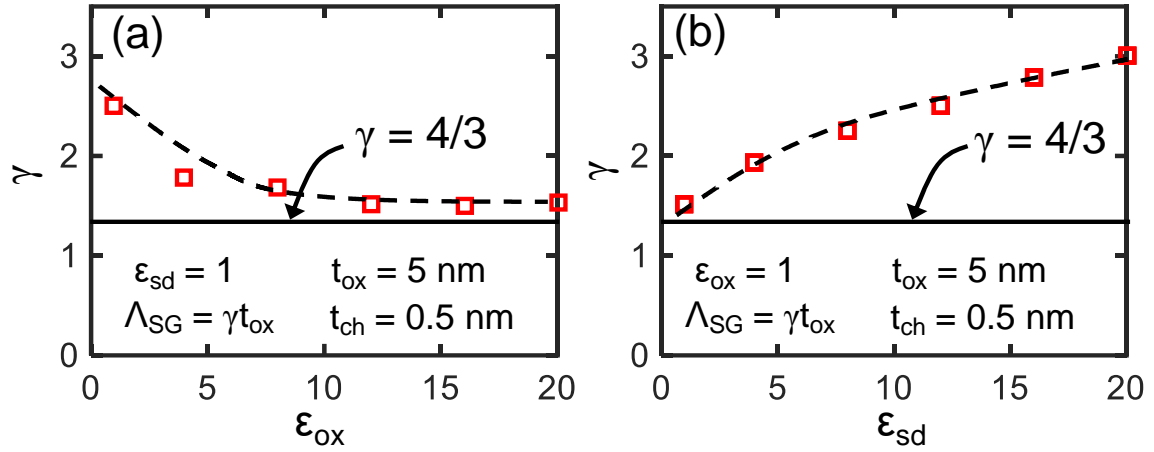 (a)
γ = 4/3
ε_sd = 1 t_ox = 5 nm
Λ_SG = γt_ox t_ch = 0.5 nm
γ
3
2
1
0
0 5 10 15 20
ε_ox
(b)
γ = 4/3
ε_ox = 1 t_ox = 5 nm
Λ_SG = γt_ox t_ch = 0.5 nm
γ
3
2
1
0
0 5 10 15 20
ε_sd